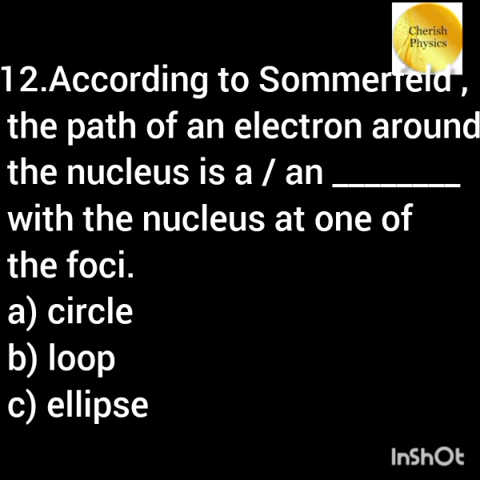 Cherish
Physics
12.According to Sommerfeld ,
the path of an electron around
the nucleus is a / an ________
with the nucleus at one of
the foci.
a) circle
b) loop
c) ellipse
InShOt